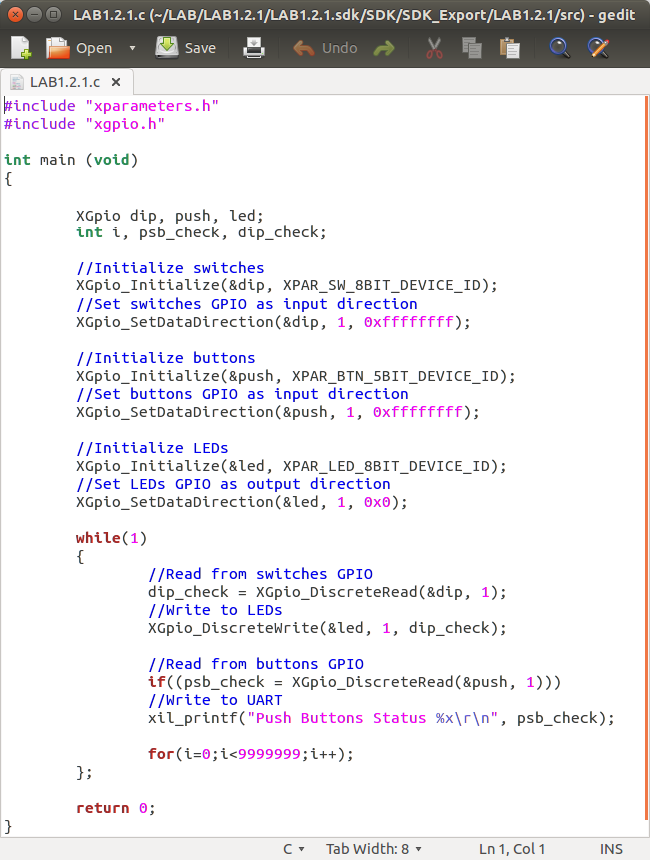 LAB1.2.1.c (~/LAB/LAB1.2.1/LAB1.2.1.sdk/SDK/SDK_Export/LAB1.2.1/src) - gedit
Open Save Undo
LAB1.2.1.c
#include "xparameters.h"
#include "xgpio.h"
int main (void)
{
XGpio dip, push, led;
int i, psb_check, dip_check;
//Initialize switches
XGpio_Initialize(&dip, XPAR_SW_8BIT_DEVICE_ID);
//Set switches GPIO as input direction
XGpio_SetDataDirection(&dip, 1, 0xffffffff);
//Initialize buttons
XGpio_Initialize(&push, XPAR_BTN_5BIT_DEVICE_ID);
//Set buttons GPIO as input direction
XGpio_SetDataDirection(&push, 1, 0xffffffff);
//Initialize LEDs
XGpio_Initialize(&led, XPAR_LED_8BIT_DEVICE_ID);
//Set LEDs GPIO as output direction
XGpio_SetDataDirection(&led, 1, 0x0);
while(1)
{
//Read from switches GPIO
dip_check = XGpio_DiscreteRead(&dip, 1);
//Write to LEDs
XGpio_DiscreteWrite(&led, 1, dip_check);
//Read from buttons GPIO
if((psb_check = XGpio_DiscreteRead(&push, 1)))
//Write to UART
xil_printf("Push Buttons Status %x\r\n", psb_check);
for(i=0;i<9999999;i++);
};
return 0;
}
C Tab Width: 8 Ln 1, Col 1 INS